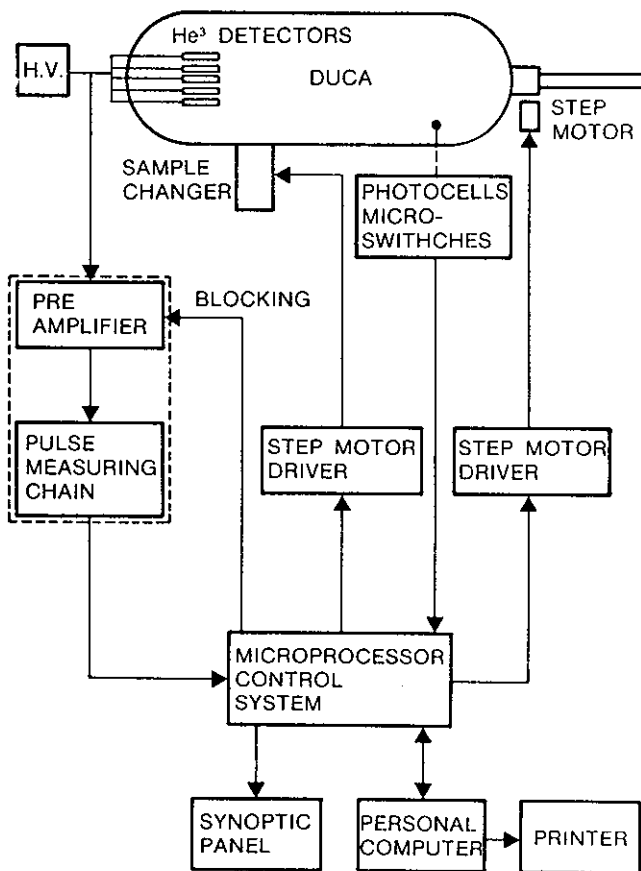 He³ DETECTORS
H.V.
DUCA
STEP
MOTOR
SAMPLE
CHANGER
PHOTOCELLS
MICRO-
SWITHCHES
PRE
AMPLIFIER
BLOCKING
PULSE
MEASURING
CHAIN
STEP MOTOR
DRIVER
STEP MOTOR
DRIVER
MICROPROCESSOR
CONTROL
SYSTEM
SYNOPTIC
PANEL
PERSONAL
COMPUTER
PRINTER